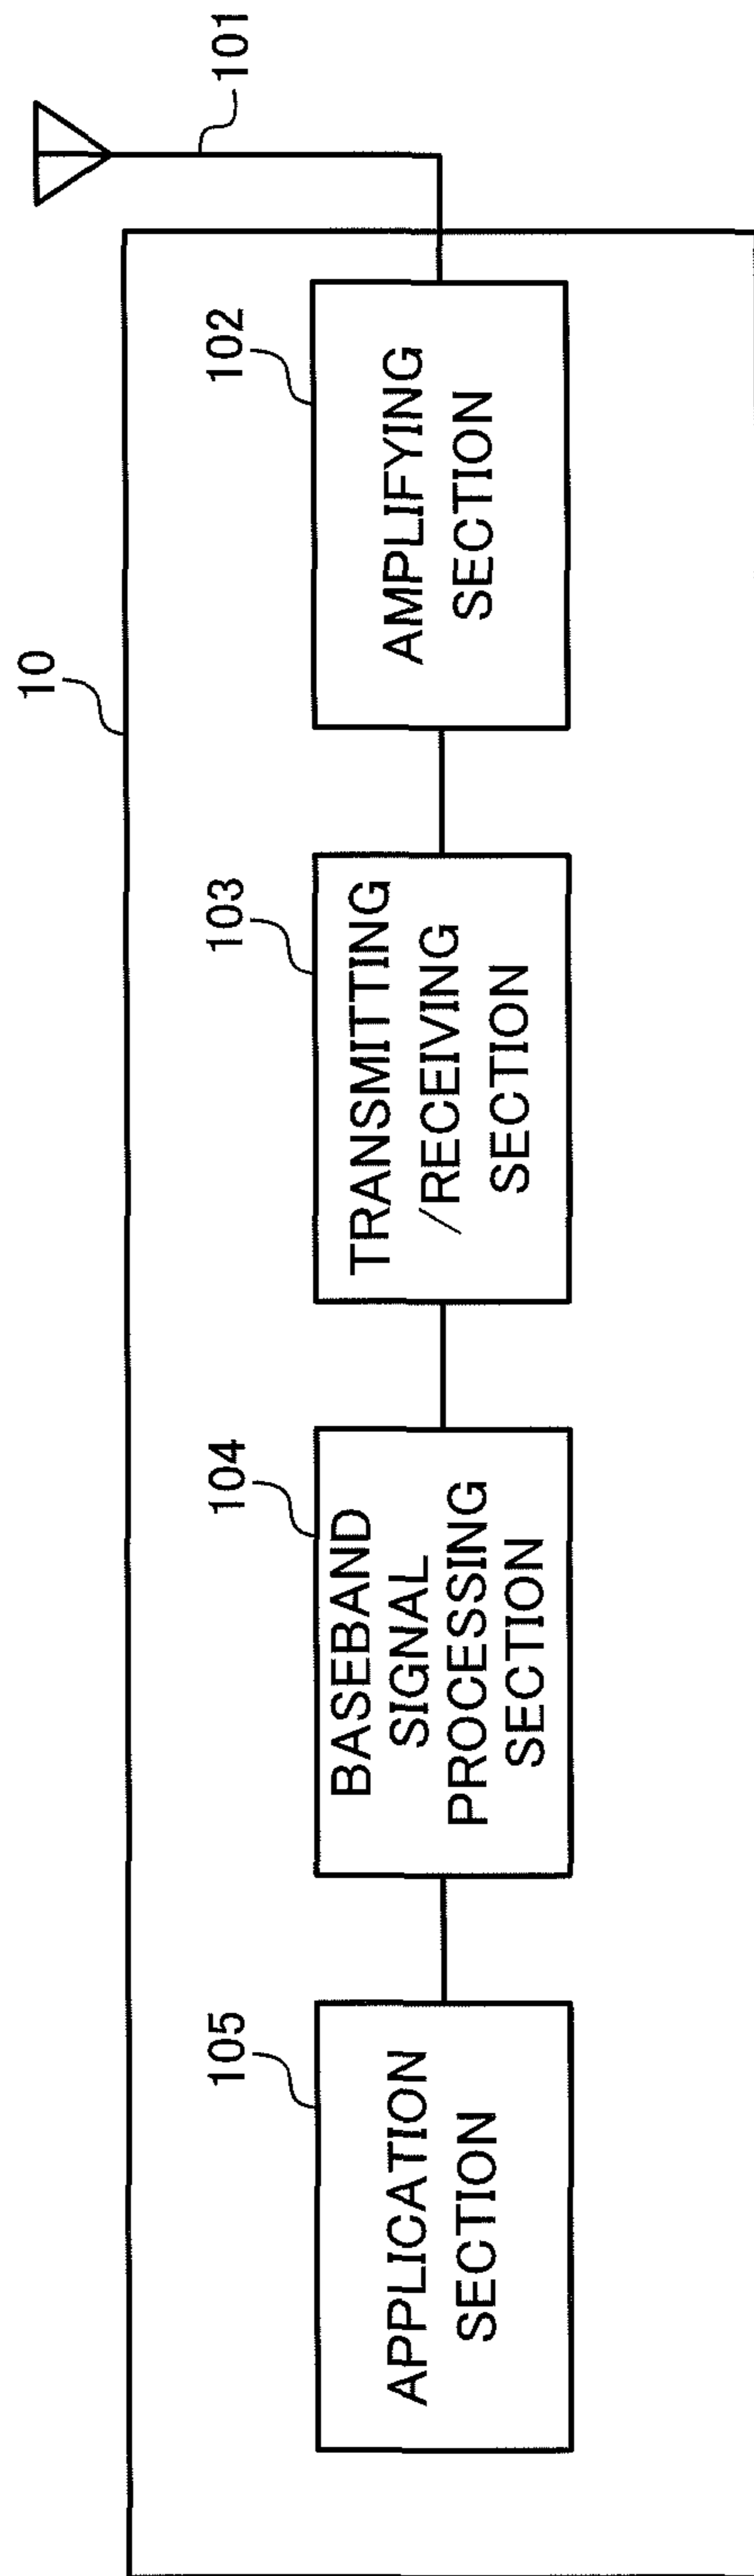 10
101
105
104
103
102
APPLICATION
SECTION
BASEBAND
SIGNAL
PROCESSING
SECTION
TRANSMITTING
/RECEIVING
SECTION
AMPLIFYING
SECTION